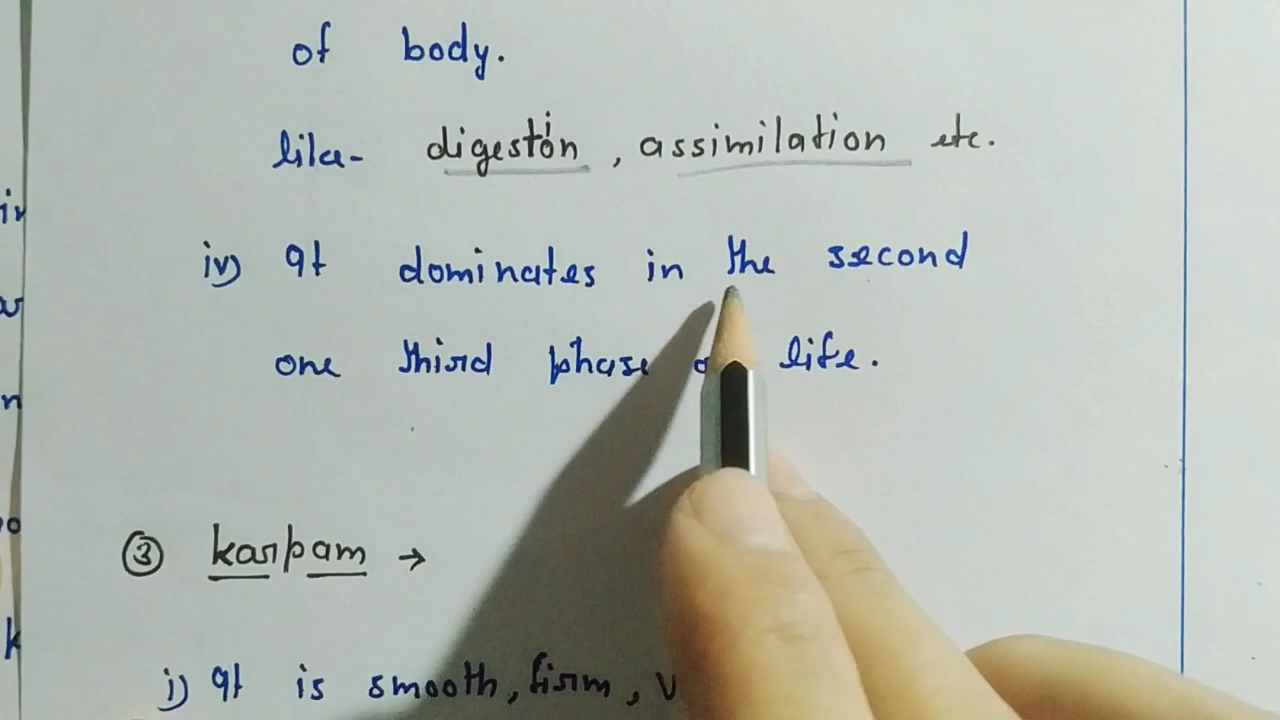 of body.
like- digestion, assimilation etc.
iv) It dominates in the second
one third phase life.
③ karpam →
i) It is smooth, firm, v